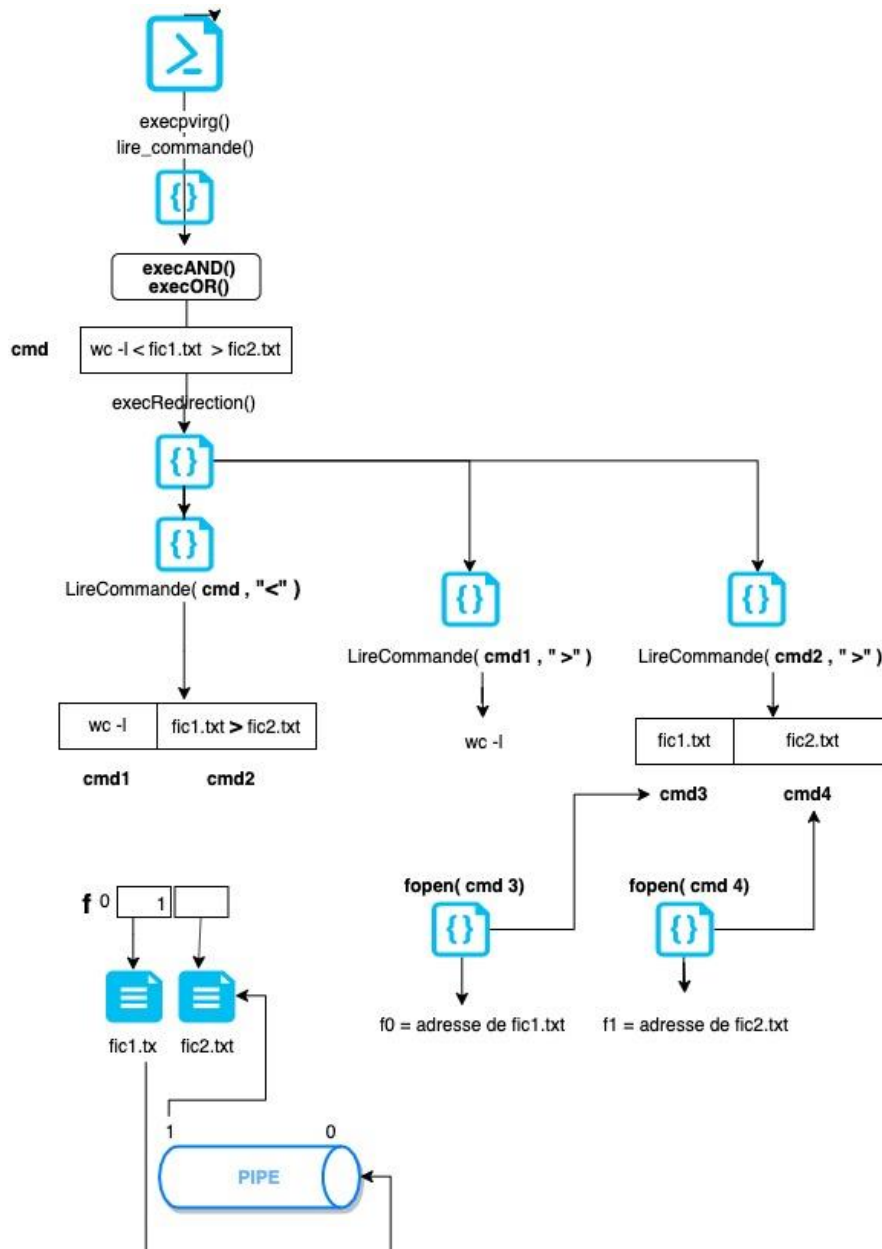 execpvirg()
lire_commande()
execAND()
execOR()
cmd
wc -l < fic1.txt > fic2.txt
execRedirection()
LireCommande( cmd , "<" )
LireCommande( cmd1 , " >" )
LireCommande( cmd2 , ">" )
wc -l
fic1.txt > fic2.txt
wc -l
fic1.txt
fic2.txt
cmd1
cmd2
cmd3
cmd4
fopen( cmd 3)
fopen( cmd 4)
f 0 1
f0 = adresse de fic1.txt
f1 = adresse de fic2.txt
fic1.tx
fic2.txt
1
0
PIPE